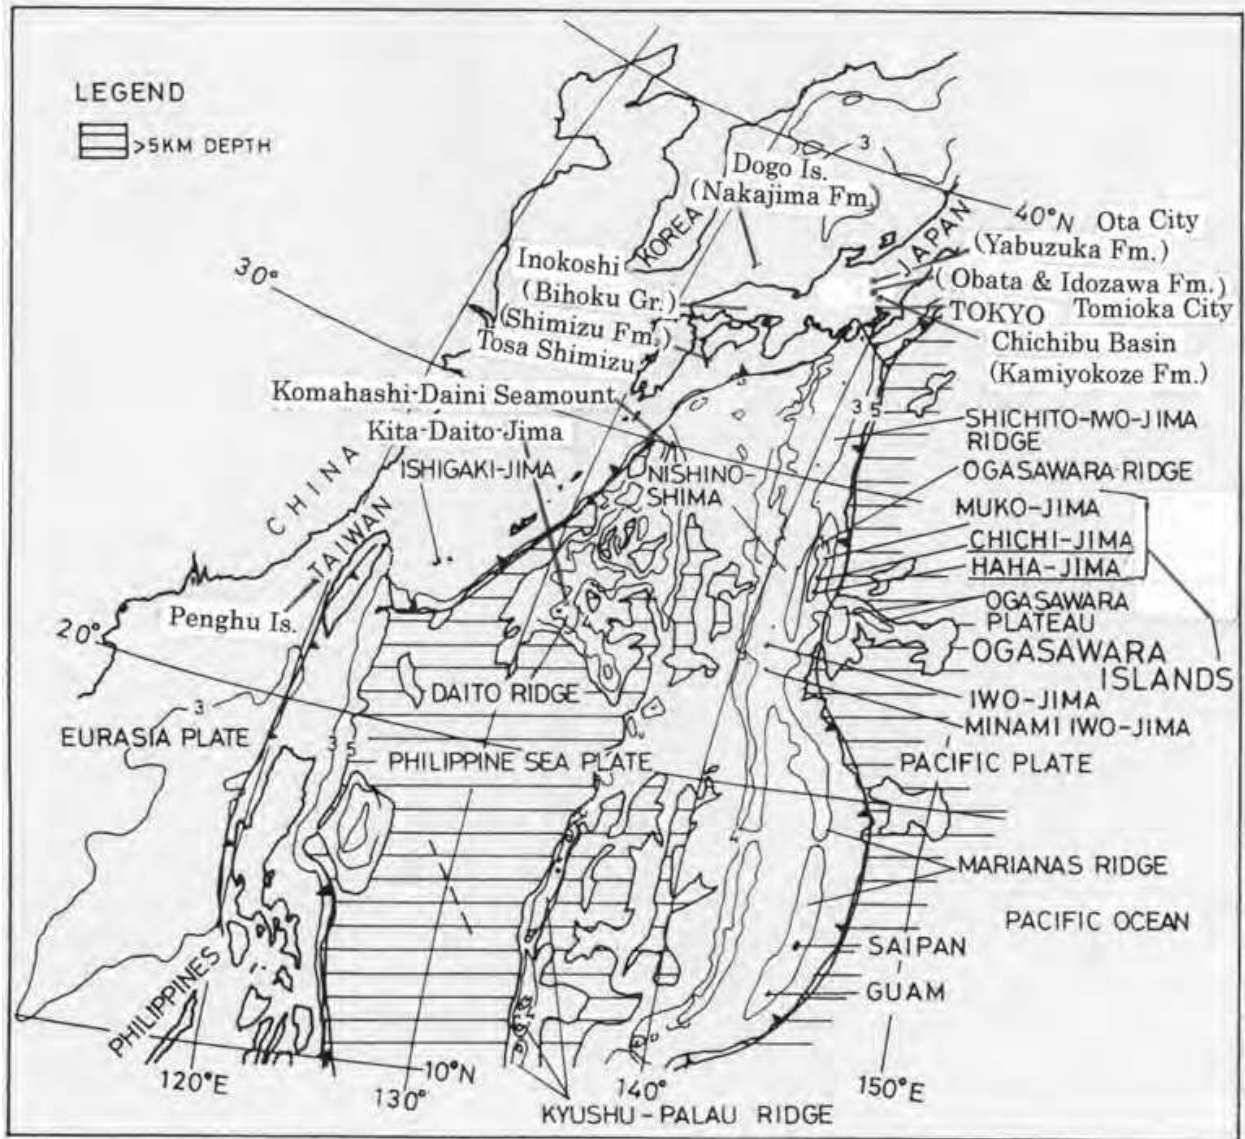 LEGEND
>5KM DEPTH
3
Dogo Is.
(Nakajima Fm.)
KOREA
JAPAN
40°N
Ota City
(Yabuzuka Fm.)
(Obata & Idozawa Fm.)
TOKYO
Tomioka City
Chichibu Basin
(Kamiyokoze Fm.)
30°
Inokoshi
(Bihoku Gr.)
(Shimizu Fm.)
Tosa Shimizu
Komahashi-Daini Seamount
Kita-Daito-Jima
ISHIGAKI-JIMA
CHINA
TAIWAN
Penghu Is.
NISHINO-
SHIMA
3 5
SHICHITO-IWO-JIMA
RIDGE
OGASAWARA RIDGE
MUKO-JIMA
CHICHI-JIMA
HAHA-JIMA
OGASAWARA
PLATEAU
OGASAWARA
ISLANDS
IWO-JIMA
MINAMI IWO-JIMA
20°
DAITO RIDGE
3
EURASIA PLATE
3 5
PHILIPPINE SEA PLATE
PACIFIC PLATE
4
MARIANAS RIDGE
PACIFIC OCEAN
SAIPAN
GUAM
PHILIPPINES
120°E
130°
10°N
140°
150°E
KYUSHU-PALAU RIDGE